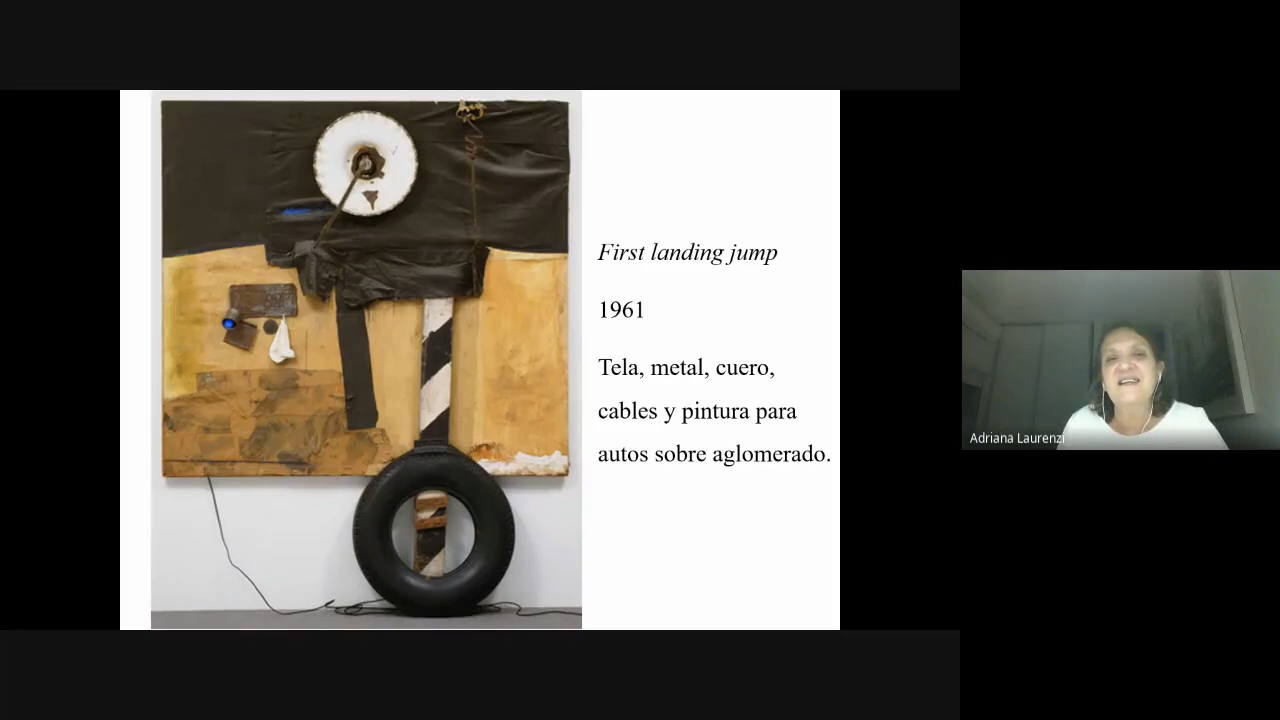 First landing jump
1961
Tela, metal, cuero,
cables y pintura para
autos sobre aglomerado.
Adriana Laurenzi